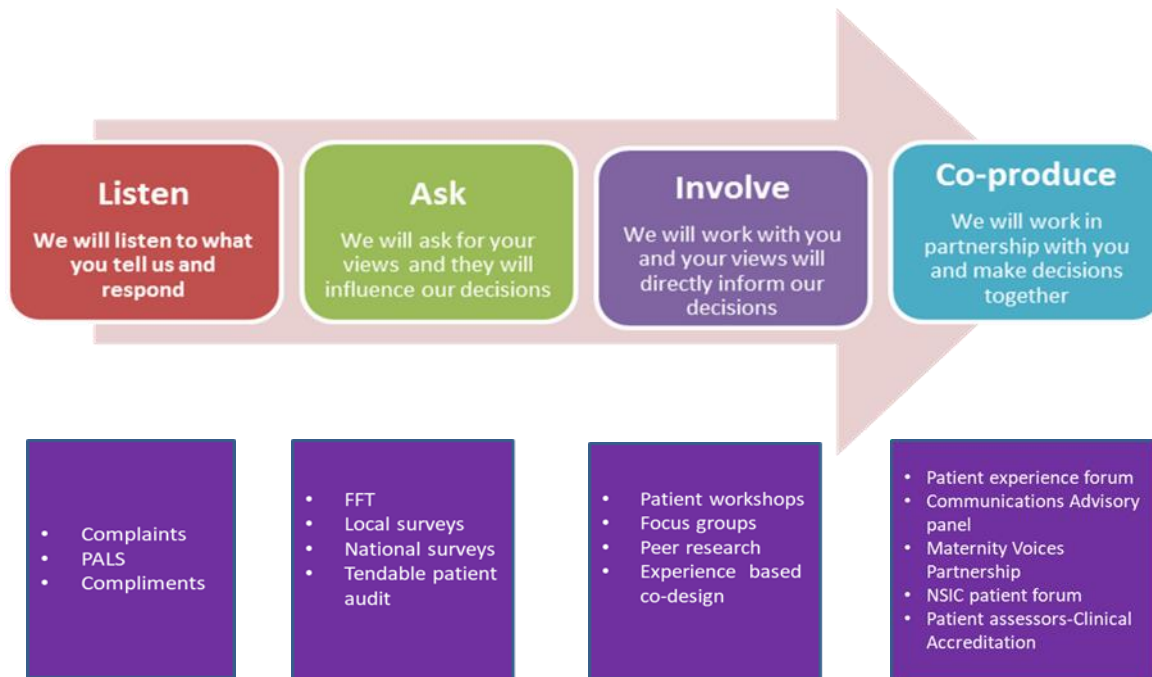 Listen
We will listen to what
you tell us and
respond
Ask
We will ask for your
views and they will
influence our decisions
Involve
We will work with you
and your views will
directly inform our
decisions
Co-produce
We will work in
partnership with you
and make decisions
together
• Complaints
• PALS
• Compliments
• FFT
• Local surveys
• National surveys
• Tendable patient
audit
• Patient workshops
• Focus groups
• Peer research
• Experience based
co-design
• Patient experience forum
• Communications Advisory
panel
• Maternity Voices
Partnership
• NSIC patient forum
• Patient assessors-Clinical
Accreditation